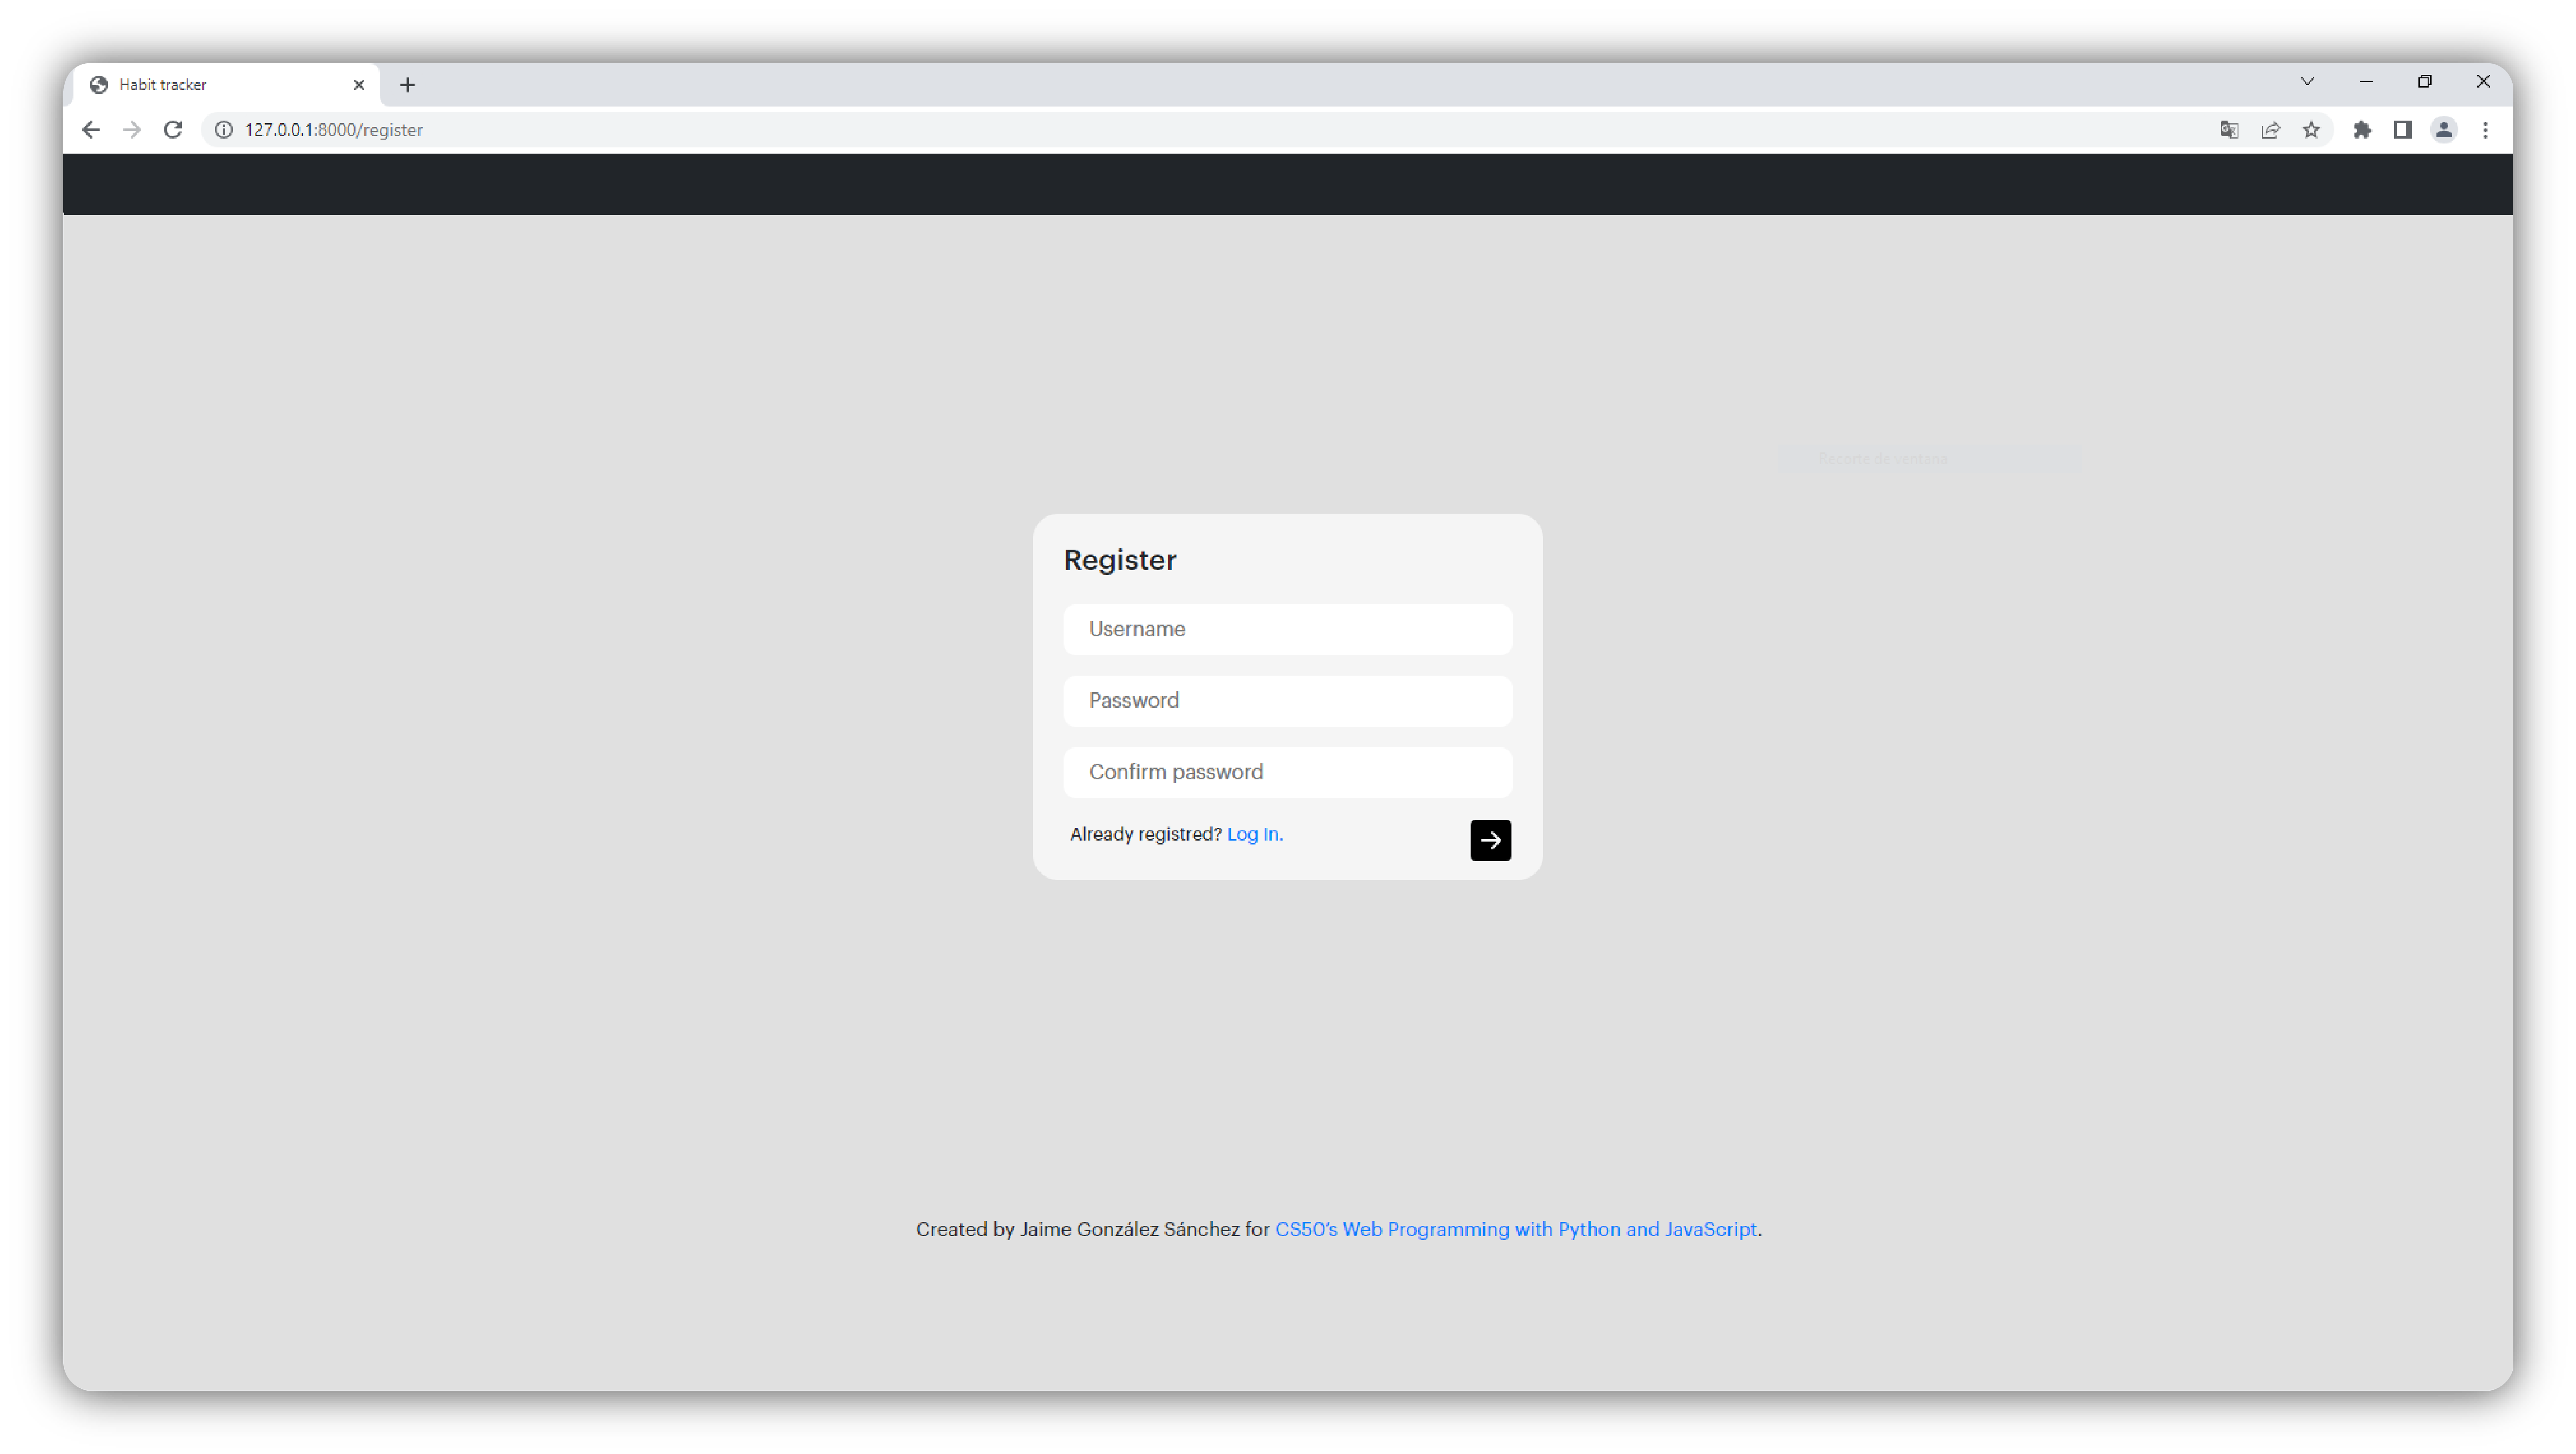 Habit tracker
127.0.0.1:8000/register
Recorte de ventana
Register
Username
Password
Confirm password
Already registred? Log In.
Created by Jaime González Sánchez for CS50's Web Programming with Python and JavaScript.